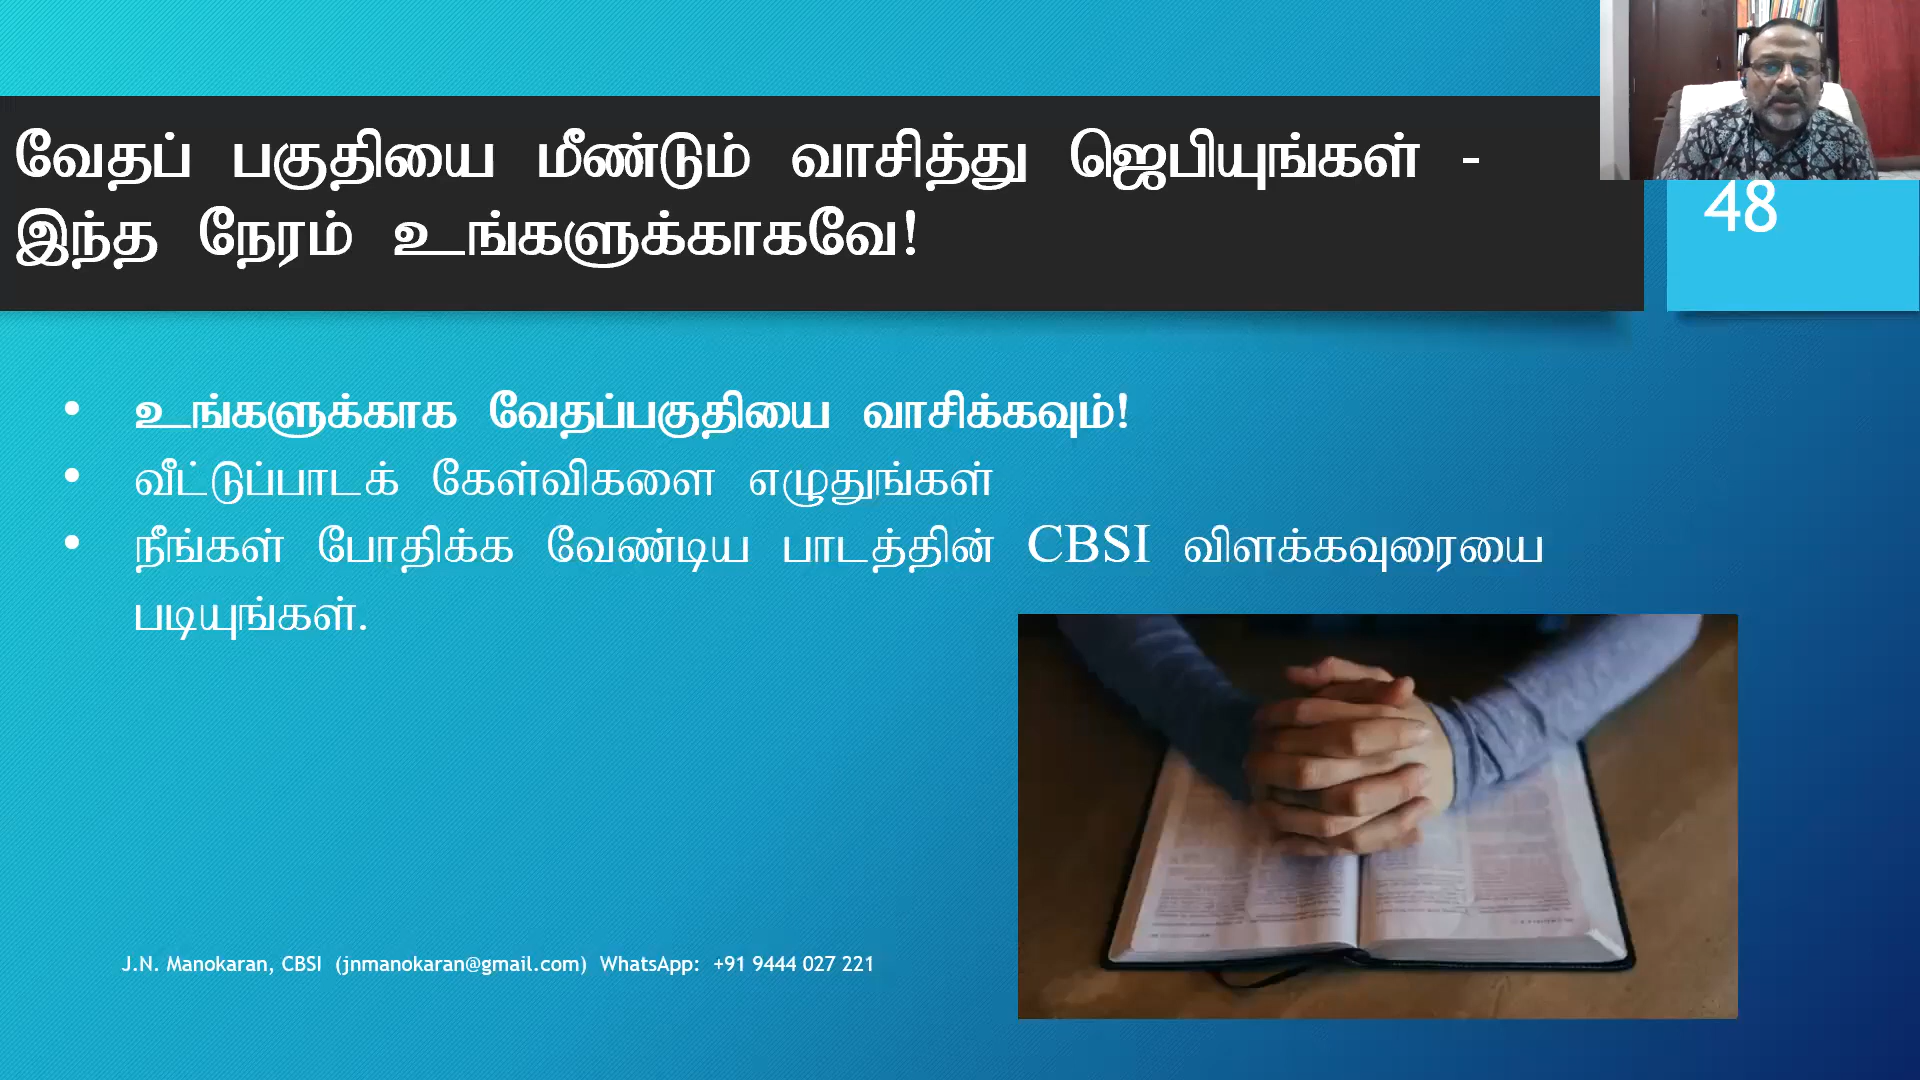 வேதப் பகுதியை மீண்டும் வாசித்து ஜெபியுங்கள் -
இந்த நேரம் உங்களுக்காகவே!
48
• உங்களுக்காக வேதப்பகுதியை வாசிக்கவும்!
• வீட்டுப்பாடக் கேள்விகளை எழுதுங்கள்
• நீங்கள் போதிக்க வேண்டிய பாடத்தின் CBSI விளக்கவுரையை
படியுங்கள்.
J.N. Manokaran, CBSI (jnmanokaran@gmail.com) WhatsApp: +91 9444 027 221